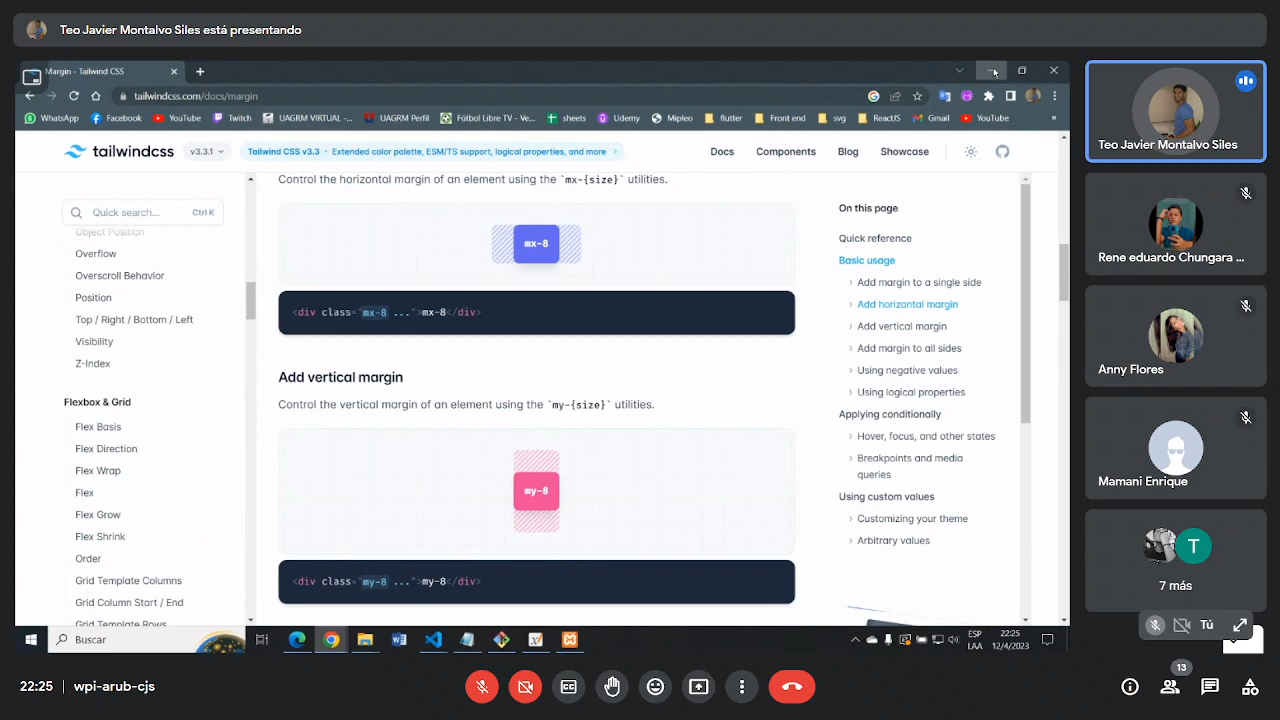 Teo Javier Montalvo Siles está presentando
Margin - Tailwind CSS
tailwindcss.com/docs/margin
WhatsApp
Facebook
YouTube
Twitch
UAGRM VIRTUAL -...
UAGRM Perfil
Fútbol Libre TV - Ve...
sheets
Udemy
Mipleo
flutter
Front end
svg
ReactJS
Gmail
YouTube
»
tailwindcss
v3.3.1
Tailwind CSS v3.3 · Extended color palette, ESM/TS support, logical properties, and more
Docs
Components
Blog
Showcase
Quick search...
Ctrl K
Object Position
Overflow
Overscroll Behavior
Position
Top / Right / Bottom / Left
Visibility
Z-Index
Flexbox & Grid
Flex Basis
Flex Direction
Flex Wrap
Flex
Flex Grow
Flex Shrink
Order
Grid Template Columns
Grid Column Start / End
Grid Template Rows
Control the horizontal margin of an element using the `mx-{size}` utilities.
mx-8
<div class="mx-8 ...">mx-8</div>
Add vertical margin
Control the vertical margin of an element using the `my-{size}` utilities.
my-8
<div class="my-8 ...">my-8</div>
On this page
Quick reference
Basic usage
Add margin to a single side
Add horizontal margin
Add vertical margin
Add margin to all sides
Using negative values
Using logical properties
Applying conditionally
Hover, focus, and other states
Breakpoints and media
queries
Using custom values
Customizing your theme
Arbitrary values
Teo Javier Montalvo Siles
Rene eduardo Chungara ...
Anny Flores
Mamani Enrique
T
7 más
Tú
Buscar
ESP
LAA
22:25
12/4/2023
22:25 | wpi-arub-cjs
13